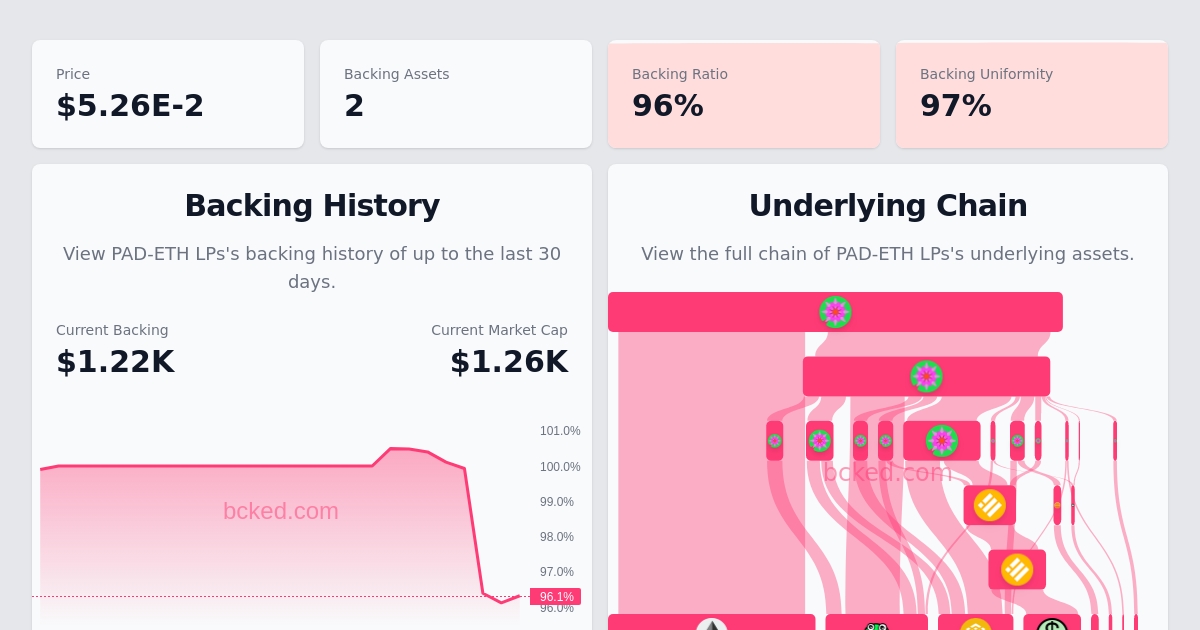 Price
$5.26E-2
Backing Assets
2
Backing Ratio
96%
Backing Uniformity
97%
Backing History
View PAD-ETH LPs's backing history of up to the last 30
days.
Current Backing
$1.22K
Current Market Cap
$1.26K
101.0%
100.0%
99.0%
98.0%
97.0%
96.1%
96.0%
bcked.com
Underlying Chain
View the full chain of PAD-ETH LPs's underlying assets.
bcked.com